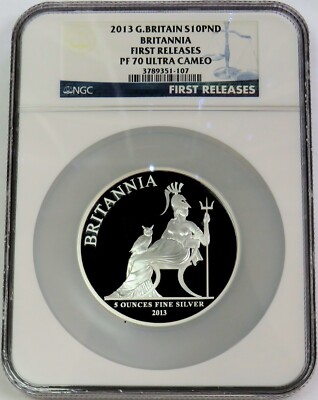 2013 G.BRITAIN S10PND
BRITANNIA
FIRST RELEASES
PF 70 ULTRA CAMEO
3789351-107
NGC
FIRST RELEASES
BRITANNIA
5 OUNCES FINE SILVER
2013